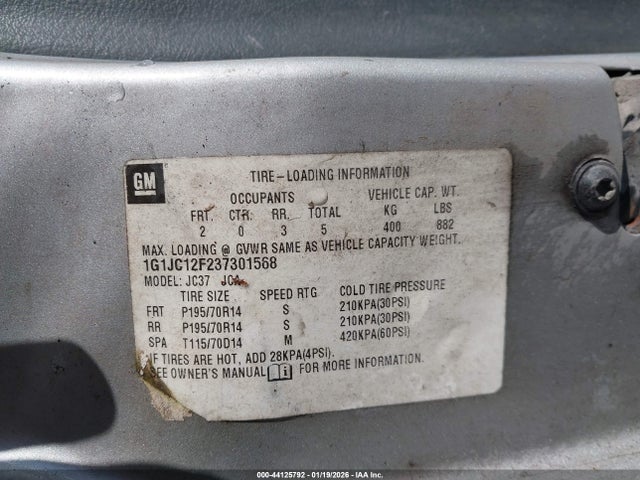 GM
TIRE-LOADING INFORMATION
OCCUPANTS VEHICLE CAP. WT.
FRT. CTR. RR. TOTAL KG LBS
2 0 3 5 400 882
MAX. LOADING @ GVWR SAME AS VEHICLE CAPACITY WEIGHT.
1G1JC12F237301568
MODEL: JC37
TIRE SIZE SPEED RTG COLD TIRE PRESSURE
FRT P195/70R14 S 210KPA(30PSI)
RR P195/70R14 S 210KPA(30PSI)
SPA T115/70D14 M 420KPA(60PSI)
IF TIRES ARE HOT, ADD 28KPA(4PSI).
SEE OWNER'S MANUAL i FOR MORE INFORMATION.
000-44125792 - 01/19/2026 - IAA Inc.